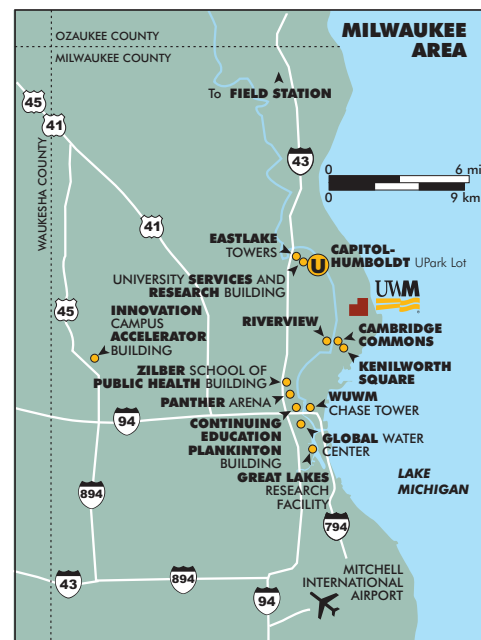 OZAUKEE COUNTY
MILWAUKEE COUNTY
MILWAUKEE
AREA
To FIELD STATION
45
41
WAUKESHA COUNTY
43
0 6 mi
0 9 km
41
EASTLAKE
TOWERS
CAPITOL-
HUMBOLDT UPark Lot
U
UNIVERSITY SERVICES AND
RESEARCH BUILDING
UWM
45
INNOVATION
CAMPUS
ACCELERATOR
BUILDING
RIVERVIEW
CAMBRIDGE
COMMONS
KENILWORTH
SQUARE
ZILBER SCHOOL OF
PUBLIC HEALTH BUILDING
PANTHER ARENA
WUWM
CHASE TOWER
94
CONTINUING
EDUCATION
PLANKINTON
BUILDING
GLOBAL WATER
CENTER
GREAT LAKES
RESEARCH
FACILITY
LAKE
MICHIGAN
894
794
43
894
94
MITCHELL
INTERNATIONAL
AIRPORT